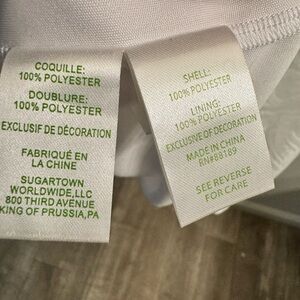 COQUILLE:
100% POLYESTER
DOUBLURE:
100% POLYESTER
EXCLUSIF DE DÉCORATION
FABRIQUÉ EN
LA CHINE
SUGARTOWN
WORLDWIDE, LLC
800 THIRD AVENUE
KING OF PRUSSIA, PA
SHELL:
100% POLYESTER
LINING:
100% POLYESTER
EXCLUSIVE OF DECORATION
MADE IN CHINA
RN#88189
SEE REVERSE
FOR CARE